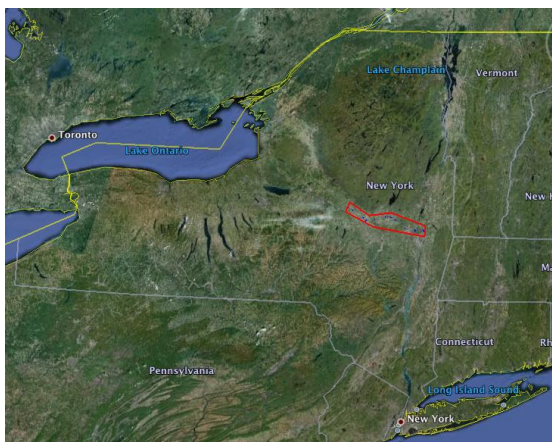 Lake Champlain
Vermont
Toronto
Lake Ontario
New York
New H
Ma
Connecticut
Rh
Pennsylvania
Long Island Sound
New York